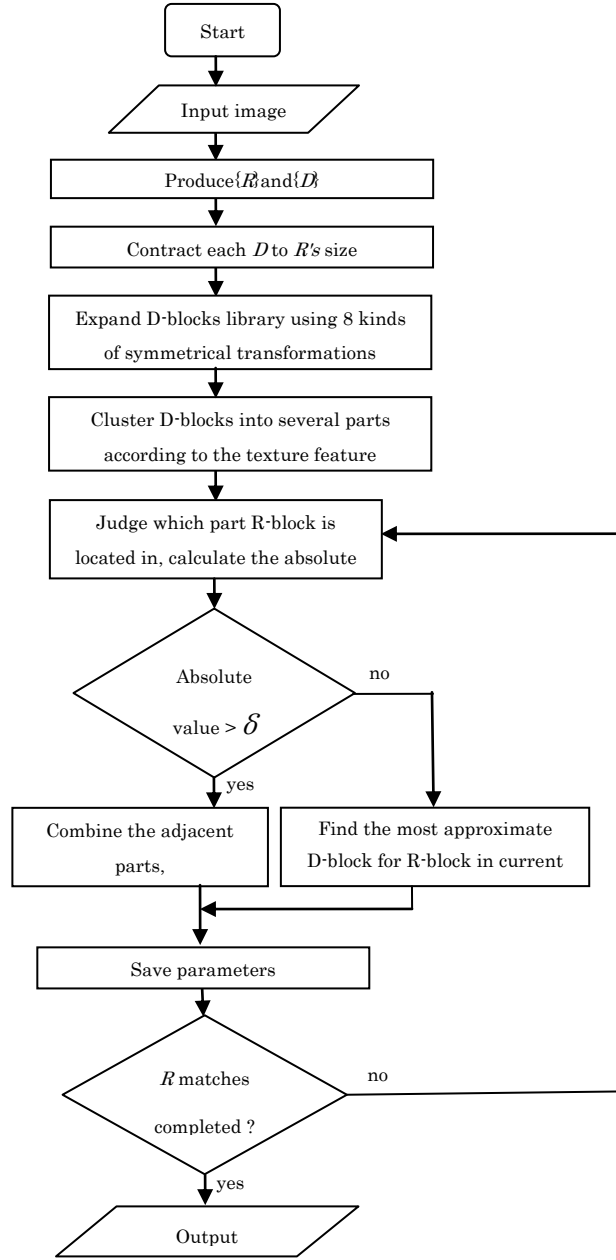 Start
Input image
Produce{R}and{D}
Contract each D to R's size
Expand D-blocks library using 8 kinds
of symmetrical transformations
Cluster D-blocks into several parts
according to the texture feature
Judge which part R-block is
located in, calculate the absolute
Absolute
value > δ
no
yes
Combine the adjacent
parts,
Find the most approximate
D-block for R-block in current
Save parameters
R matches
completed ?
no
yes
Output